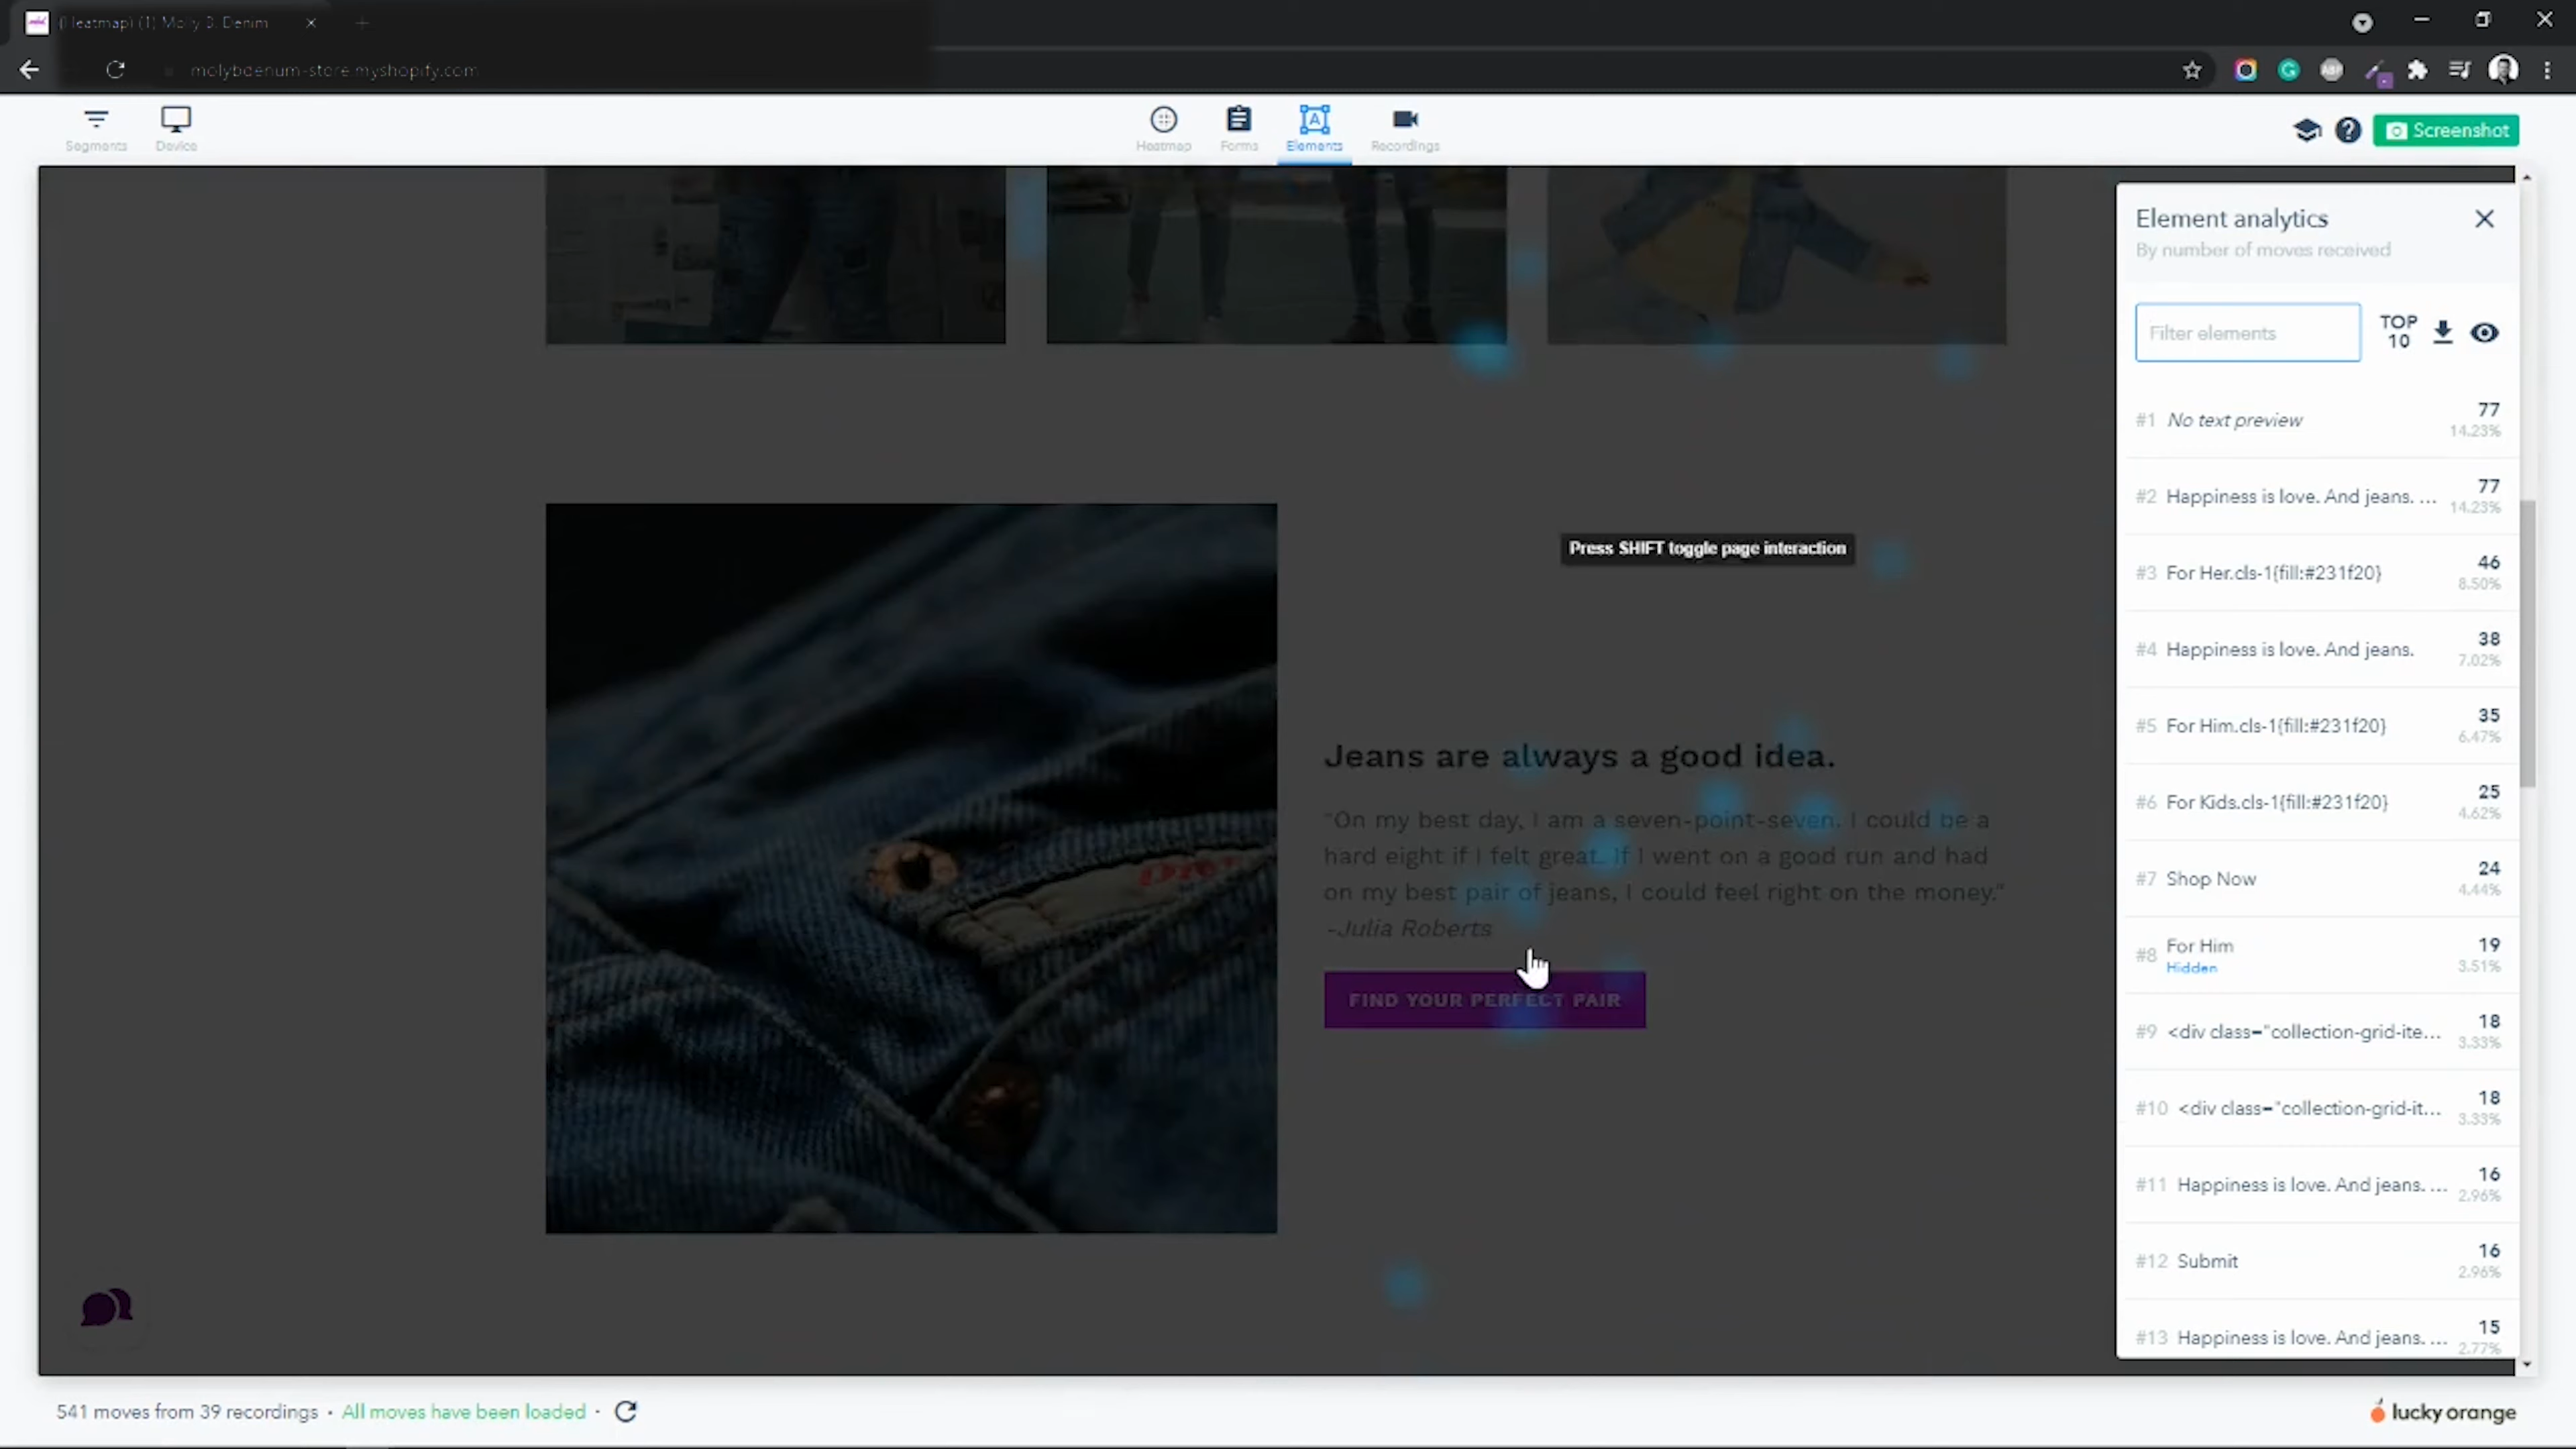 (Heatmap) (1) Molly B. Denim
molybdenum-store.myshopify.com
ABP
Segments
Device
Heatmap
Forms
Elements
Recordings
Screenshot
Element analytics
By number of moves received
Filter elements
TOP
10
#1 No text preview 77
14.23%
#2 Happiness is love. And jeans. ... 77
14.23%
#3 For Her.cls-1{fill:#231f20} 46
8.50%
#4 Happiness is love. And jeans. 38
7.02%
#5 For Him.cls-1{fill:#231f20} 35
6.47%
#6 For Kids.cls-1{fill:#231f20} 25
4.62%
#7 Shop Now 24
4.44%
#8 For Him 19
Hidden 3.51%
#9 <div class="collection-grid-ite... 18
3.33%
#10 <div class="collection-grid-it... 18
3.33%
#11 Happiness is love. And jeans. ... 16
2.96%
#12 Submit 16
2.96%
#13 Happiness is love. And jeans. ... 15
2.77%
Press SHIFT toggle page interaction
Jeans are always a good idea.
"On my best day, I am a seven-point-seven. I could be a
hard eight if I felt great. If I went on a good run and had
on my best pair of jeans, I could feel right on the money."
-Julia Roberts
FIND YOUR PERFECT PAIR
541 moves from 39 recordings · All moves have been loaded ·
lucky orange